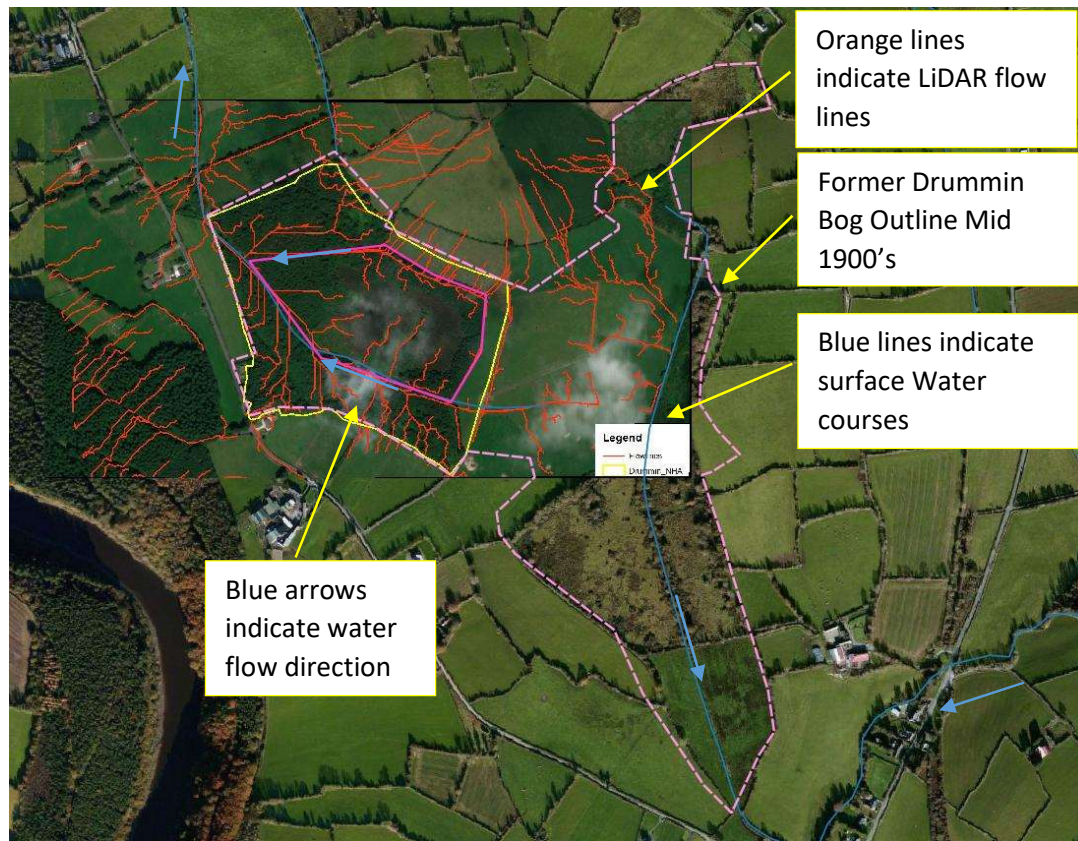 Orange lines
indicate LiDAR flow
lines
Former Drummin
Bog Outline Mid
1900’s
Blue lines indicate
surface Water
courses
Legend
Drummin_NHA
Blue arrows
indicate water
flow direction